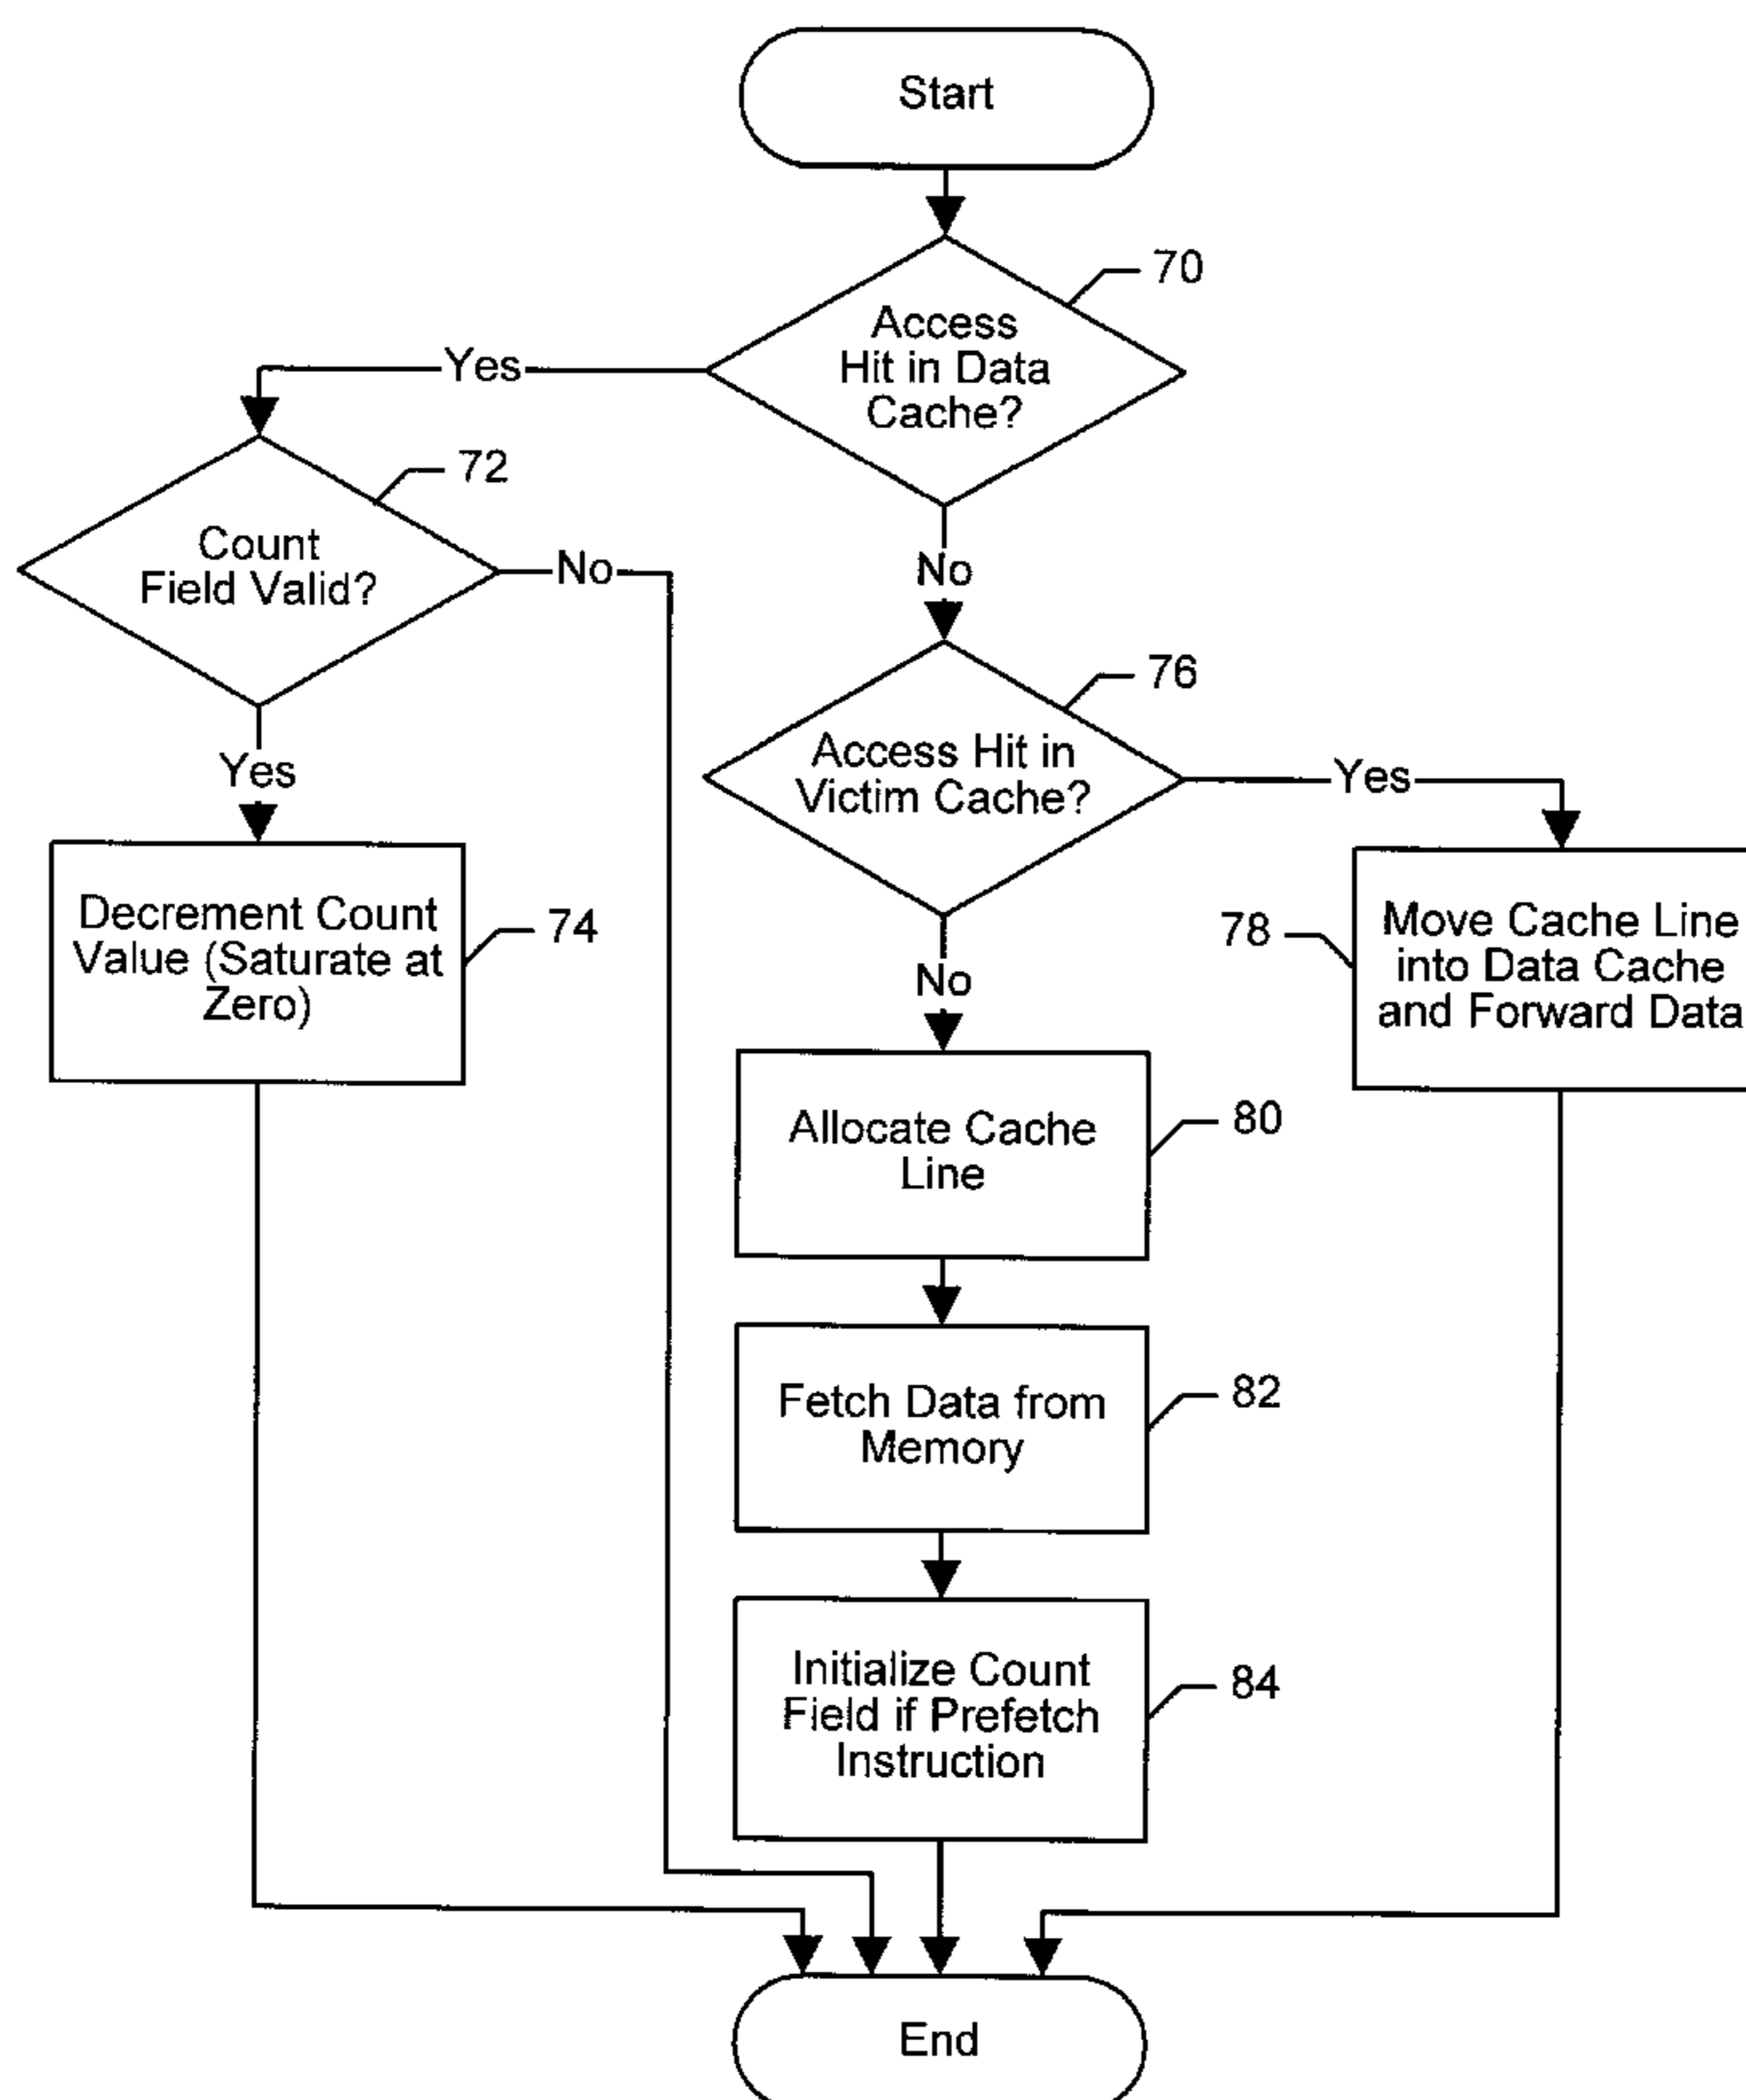 Start
70
Access
Hit in Data
Cache?
Yes
72
Count
Field Valid?
No
No
76
Access Hit in
Victim Cache?
Yes
Yes
Decrement Count
Value (Saturate at
Zero)
74
78
Move Cache Line
into Data Cache
and Forward Data
No
Allocate Cache
Line
80
Fetch Data from
Memory
82
Initialize Count
Field if Prefetch
Instruction
84
End